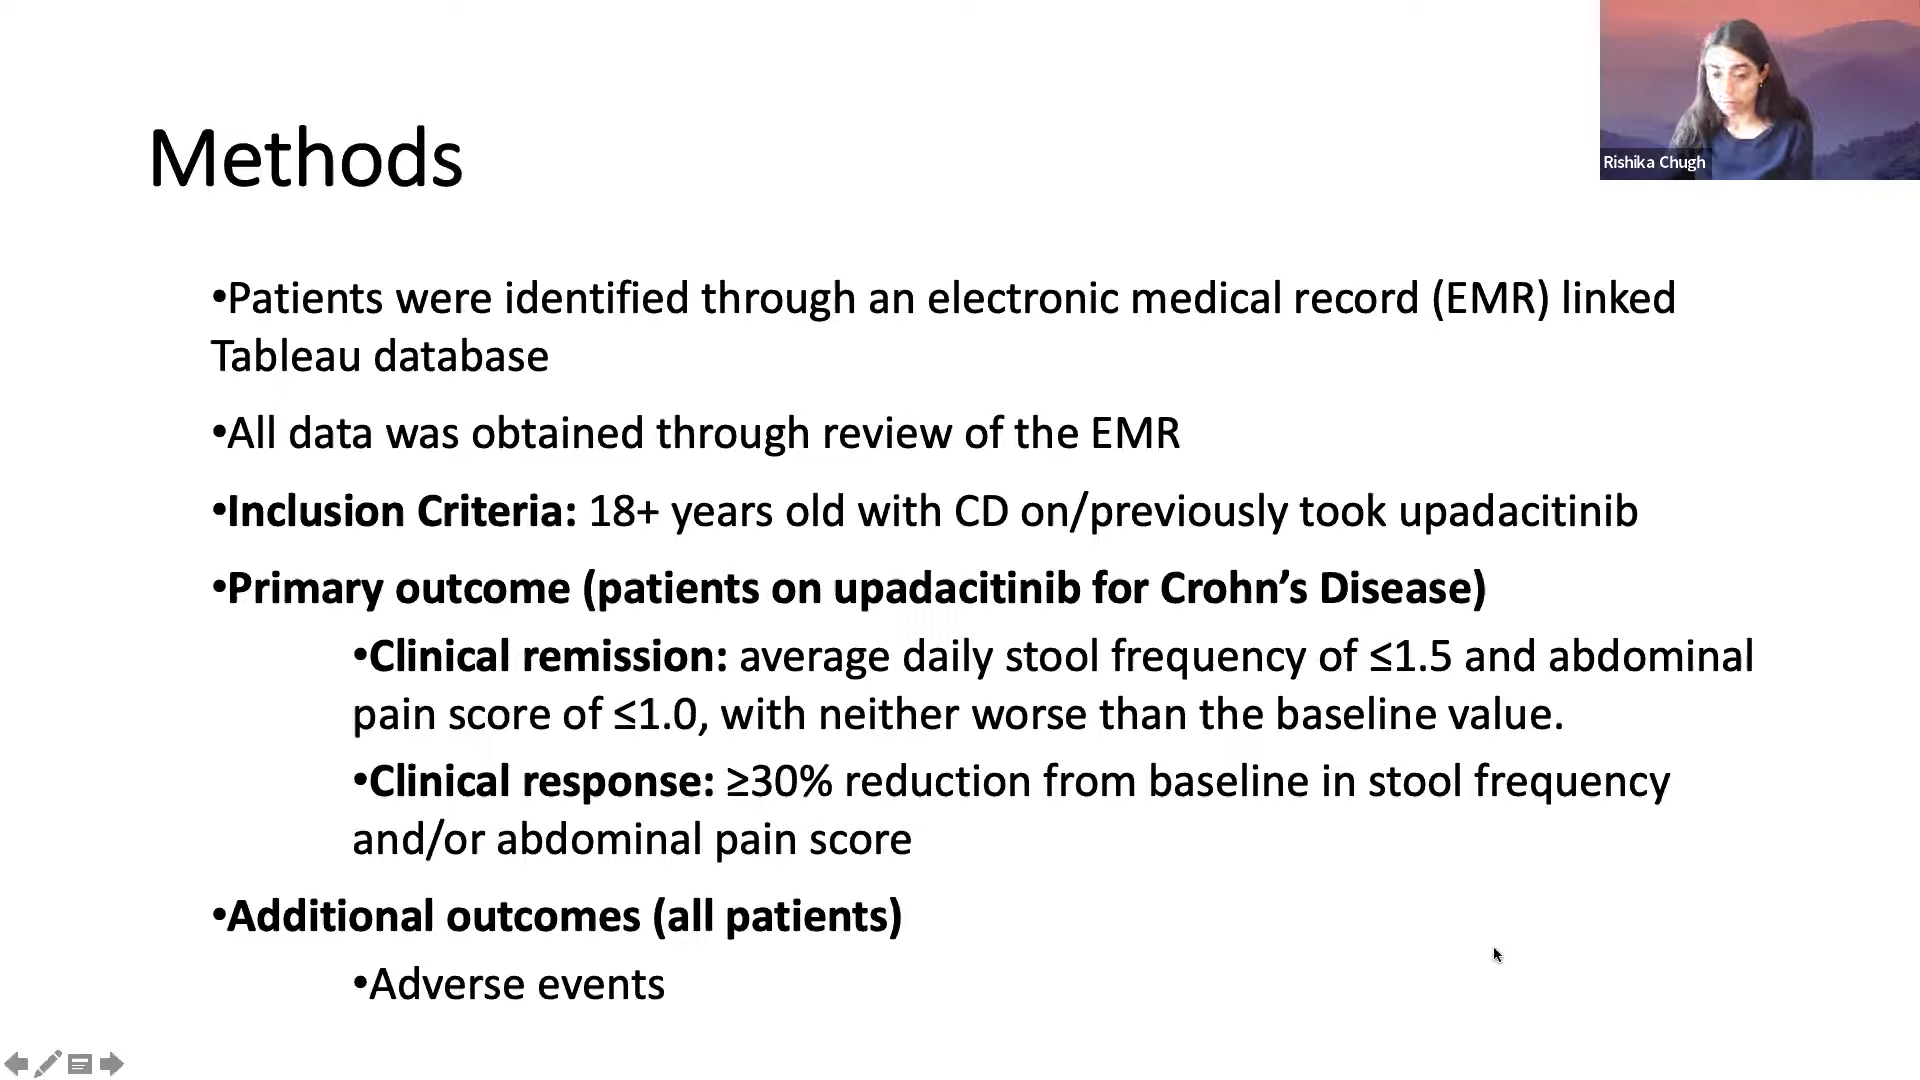 Rishika Chugh
Methods
•Patients were identified through an electronic medical record (EMR) linked
Tableau database
•All data was obtained through review of the EMR
•Inclusion Criteria: 18+ years old with CD on/previously took upadacitinib
•Primary outcome (patients on upadacitinib for Crohn’s Disease)
•Clinical remission: average daily stool frequency of ≤1.5 and abdominal
pain score of ≤1.0, with neither worse than the baseline value.
•Clinical response: ≥30% reduction from baseline in stool frequency
and/or abdominal pain score
•Additional outcomes (all patients)
•Adverse events